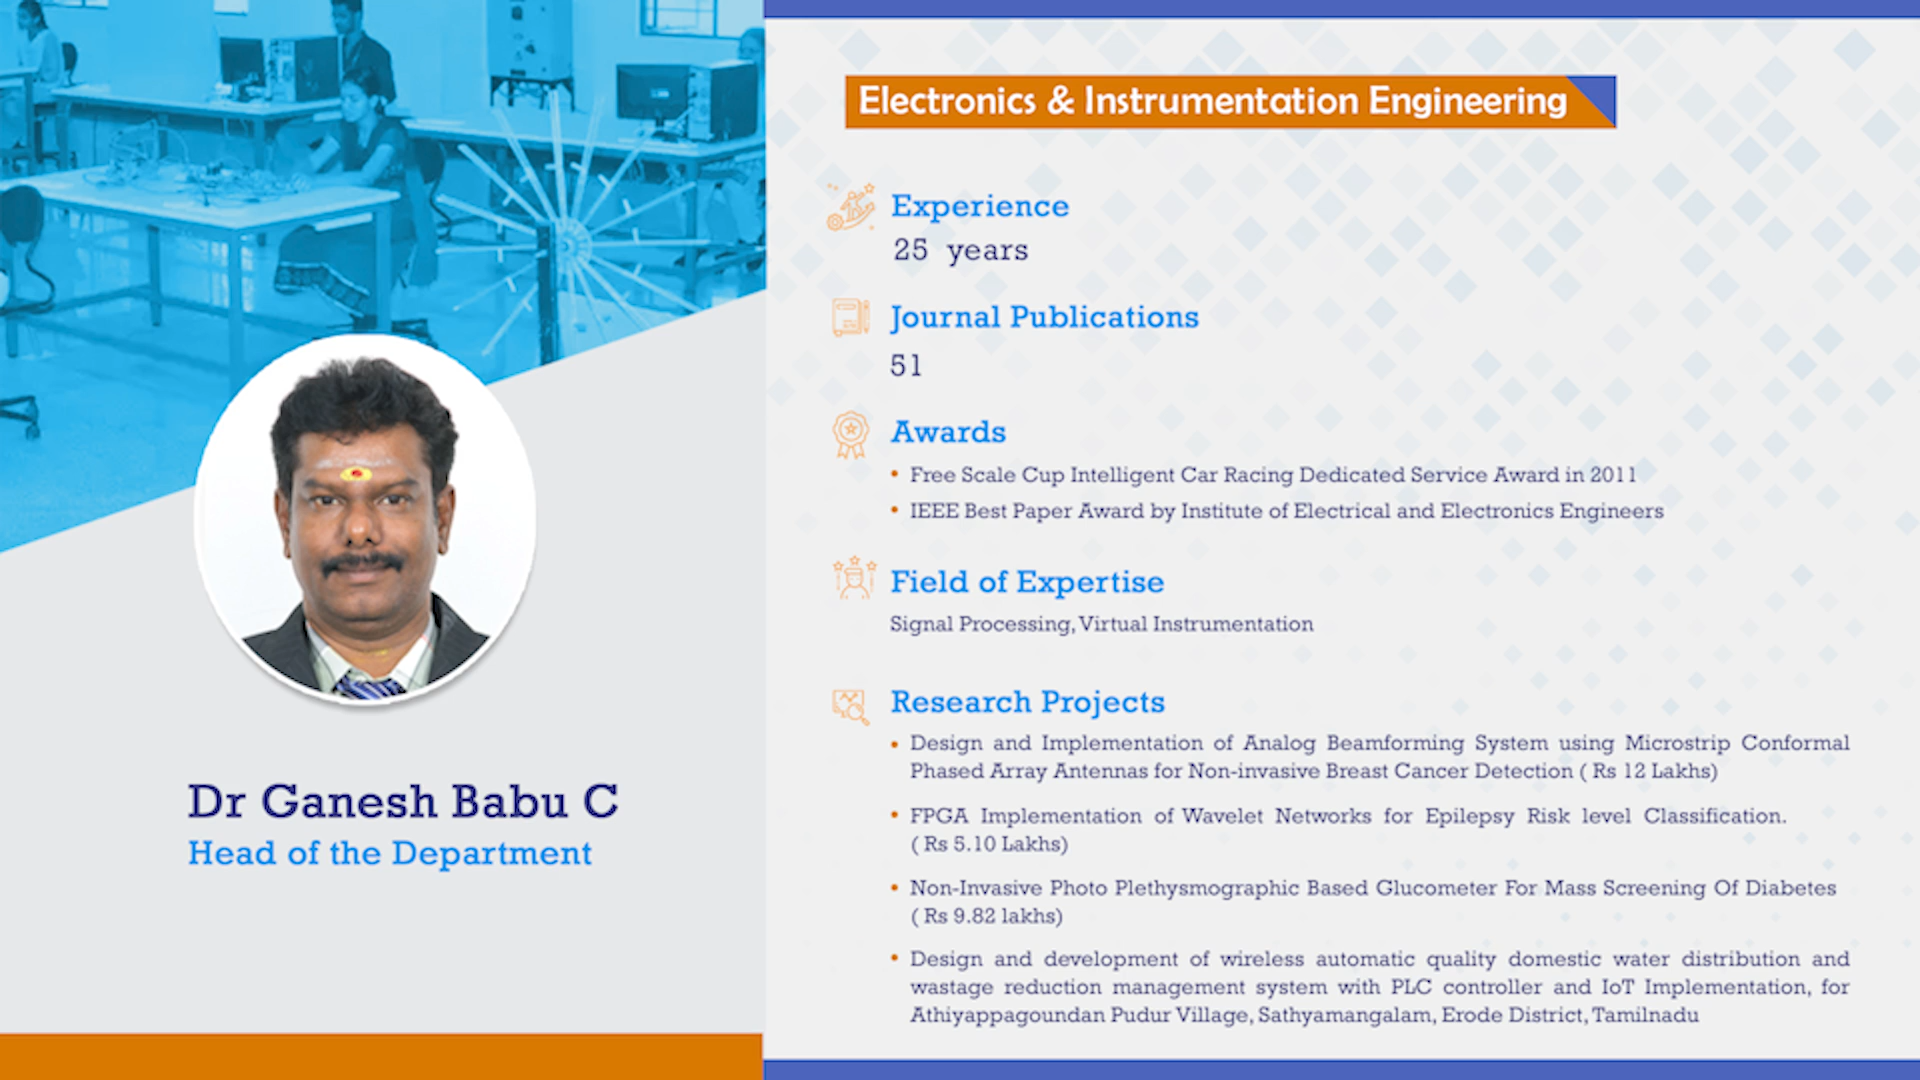 Electronics & Instrumentation Engineering
Experience
25 years
Journal Publications
51
Awards
• Free Scale Cup Intelligent Car Racing Dedicated Service Award in 2011
• IEEE Best Paper Award by Institute of Electrical and Electronics Engineers
Field of Expertise
Signal Processing, Virtual Instrumentation
Research Projects
• Design and Implementation of Analog Beamforming System using Microstrip Conformal
Phased Array Antennas for Non-invasive Breast Cancer Detection ( Rs 12 Lakhs)
• FPGA Implementation of Wavelet Networks for Epilepsy Risk level Classification.
( Rs 5.10 Lakhs)
• Non-Invasive Photo Plethysmographic Based Glucometer For Mass Screening Of Diabetes
( Rs 9.82 lakhs)
• Design and development of wireless automatic quality domestic water distribution and
wastage reduction management system with PLC controller and IoT Implementation, for
Athiyappagoundan Pudur Village, Sathyamangalam, Erode District, Tamilnadu
Dr Ganesh Babu C
Head of the Department